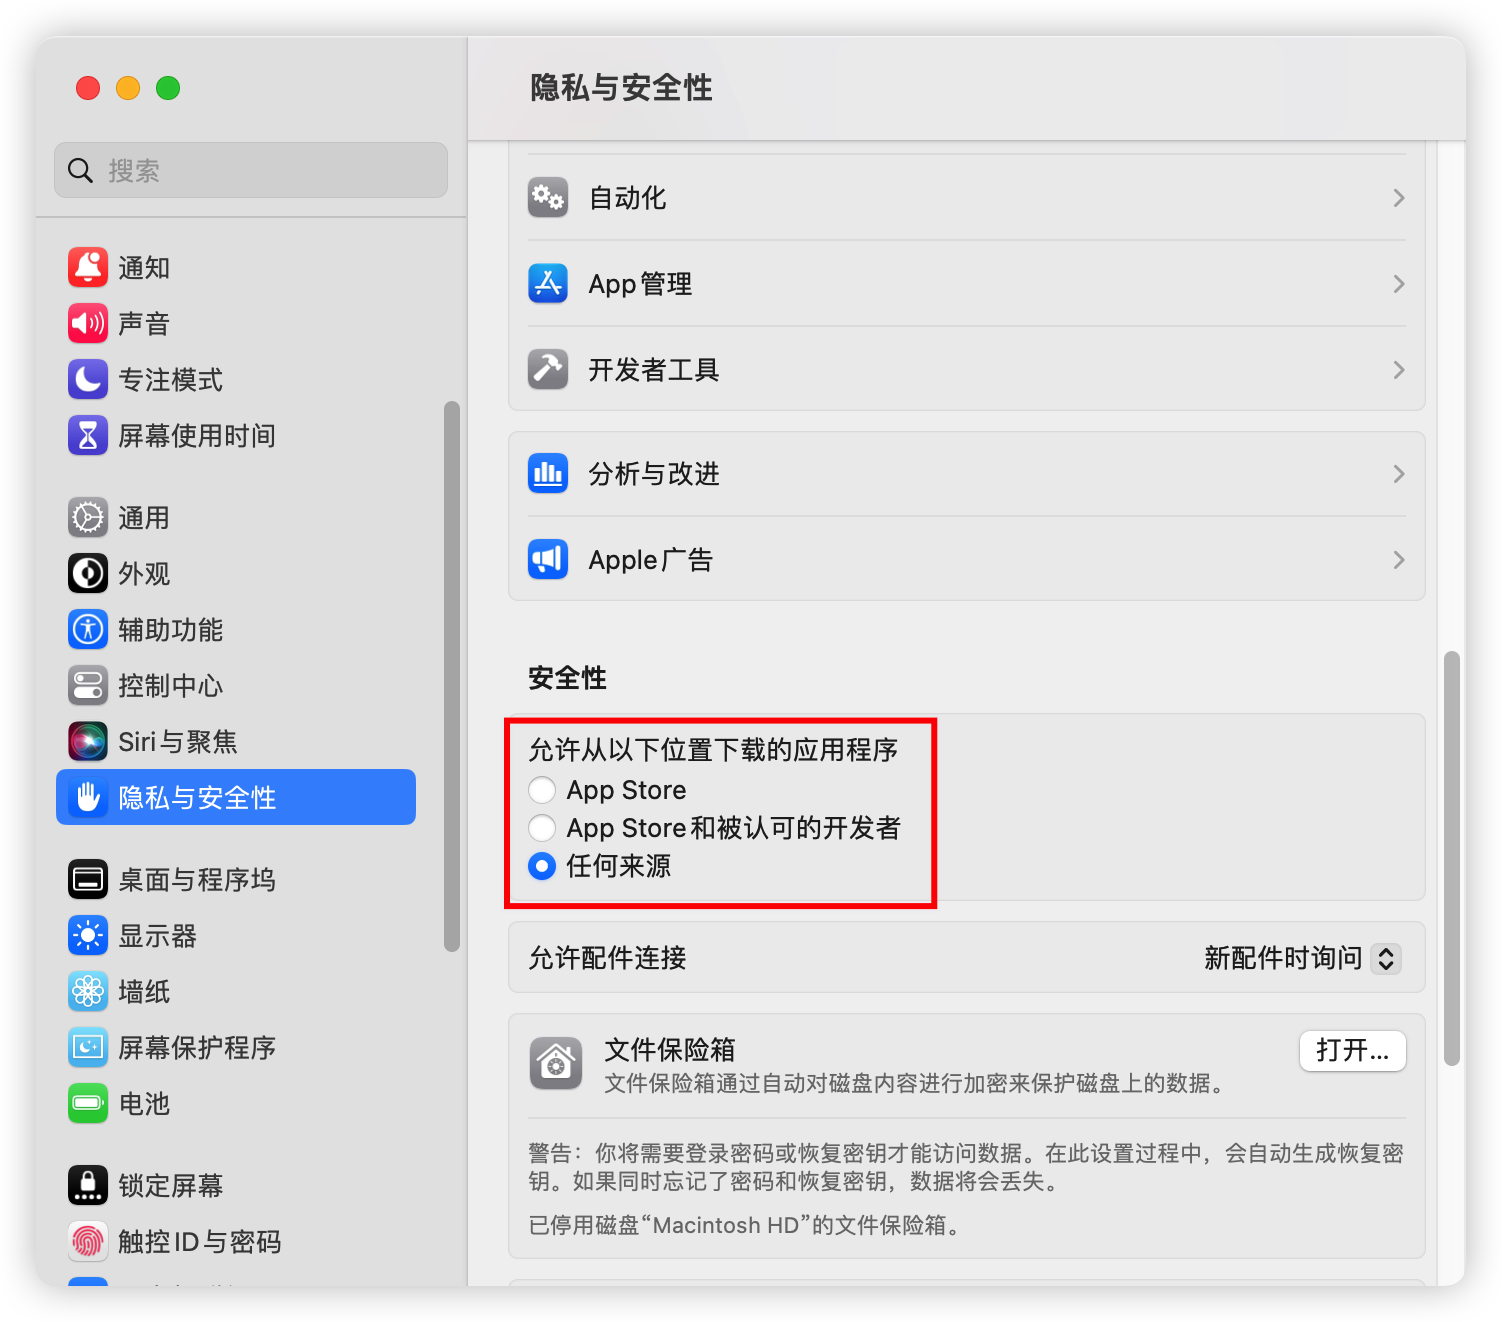 隐私与安全性
搜索
通知
声音
专注模式
屏幕使用时间
通用
外观
辅助功能
控制中心
Siri与聚焦
隐私与安全性
桌面与程序坞
显示器
墙纸
屏幕保护程序
电池
锁定屏幕
触控ID与密码
自动化
App管理
开发者工具
分析与改进
Apple广告
安全性
允许从以下位置下载的应用程序
App Store
App Store和被认可的开发者
任何来源
允许配件连接
新配件时询问
文件保险箱
打开...
文件保险箱通过自动对磁盘内容进行加密来保护磁盘上的数据。
警告：你将需要登录密码或恢复密钥才能访问数据。在此设置过程中，会自动生成恢复密
钥。如果同时忘记了密码和恢复密钥，数据将会丢失。
已停用磁盘“Macintosh HD”的文件保险箱。